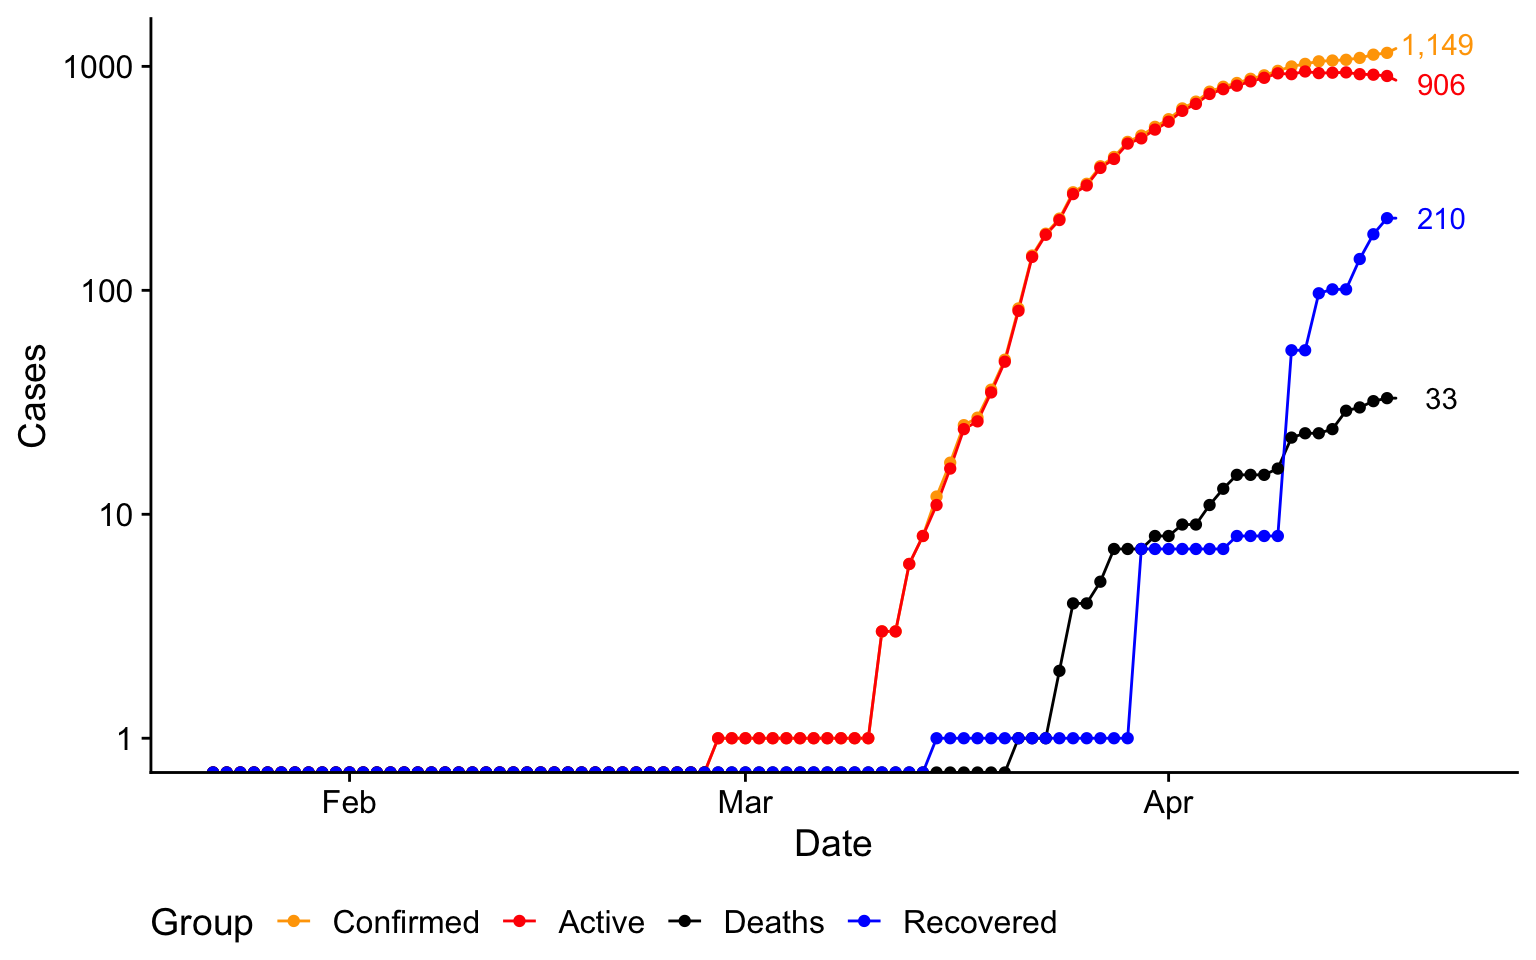 1,149
1000
906
210
100
Cases
33
10
1
Feb Mar Apr
Date
Group Confirmed Active Deaths Recovered